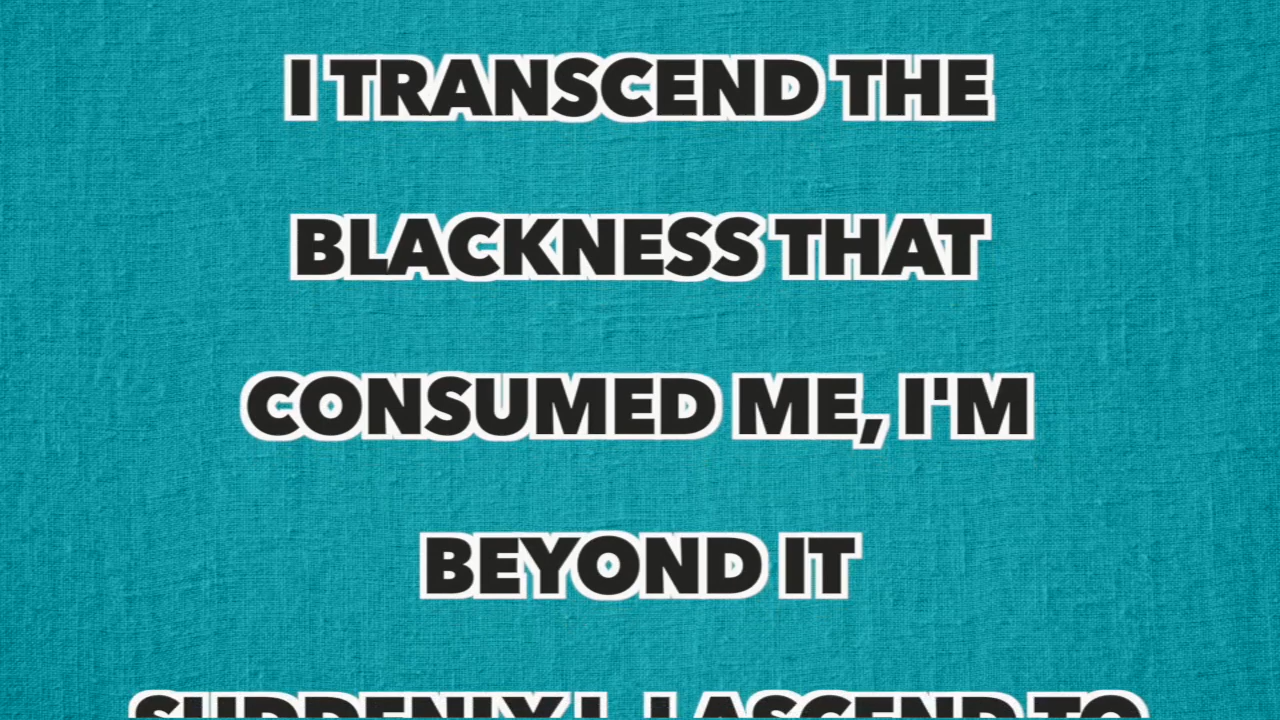 I TRANSCEND THE
BLACKNESS THAT
CONSUMED ME, I'M
BEYOND IT
SUDDENLY I, I ASCEND TO